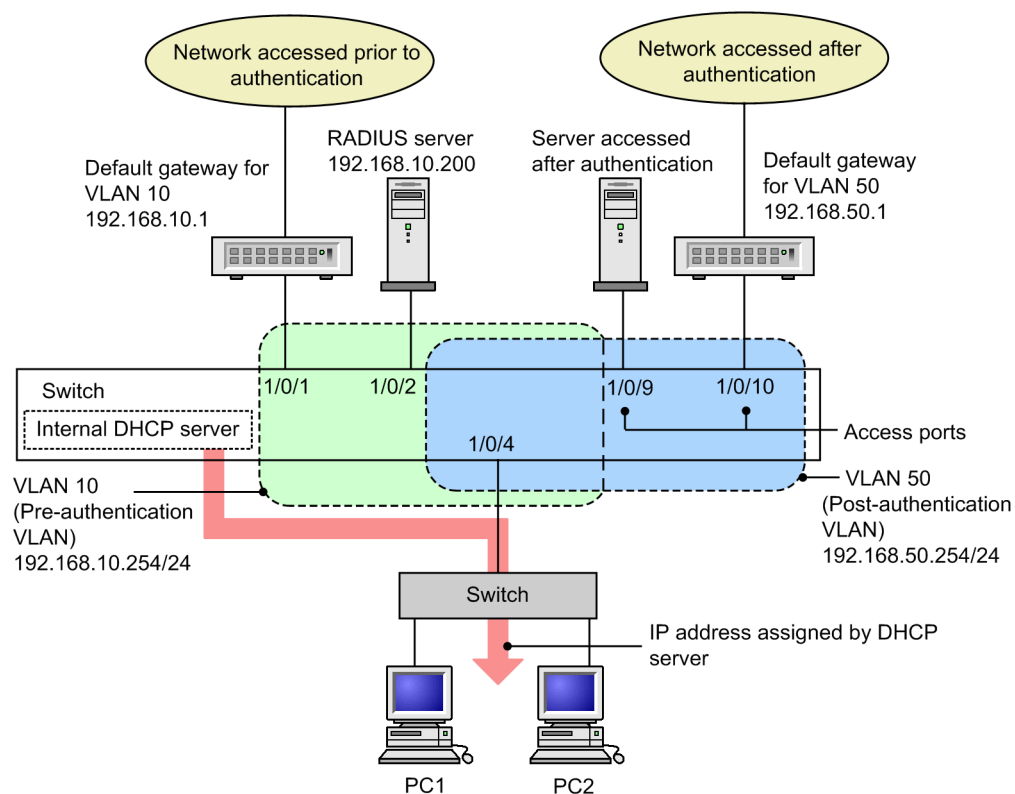 Network accessed prior to
authentication
Network accessed after
authentication
Default gateway for
VLAN 10
192.168.10.1
RADIUS server
192.168.10.200
Server accessed
after authentication
Default gateway
for VLAN 50
192.168.50.1
1/0/1
1/0/2
1/0/9
1/0/10
Switch
Internal DHCP server
1/0/4
Access ports
VLAN 10
(Pre-authentication
VLAN)
192.168.10.254/24
VLAN 50
(Post-authentication
VLAN)
192.168.50.254/24
Switch
IP address assigned by DHCP
server
PC1
PC2